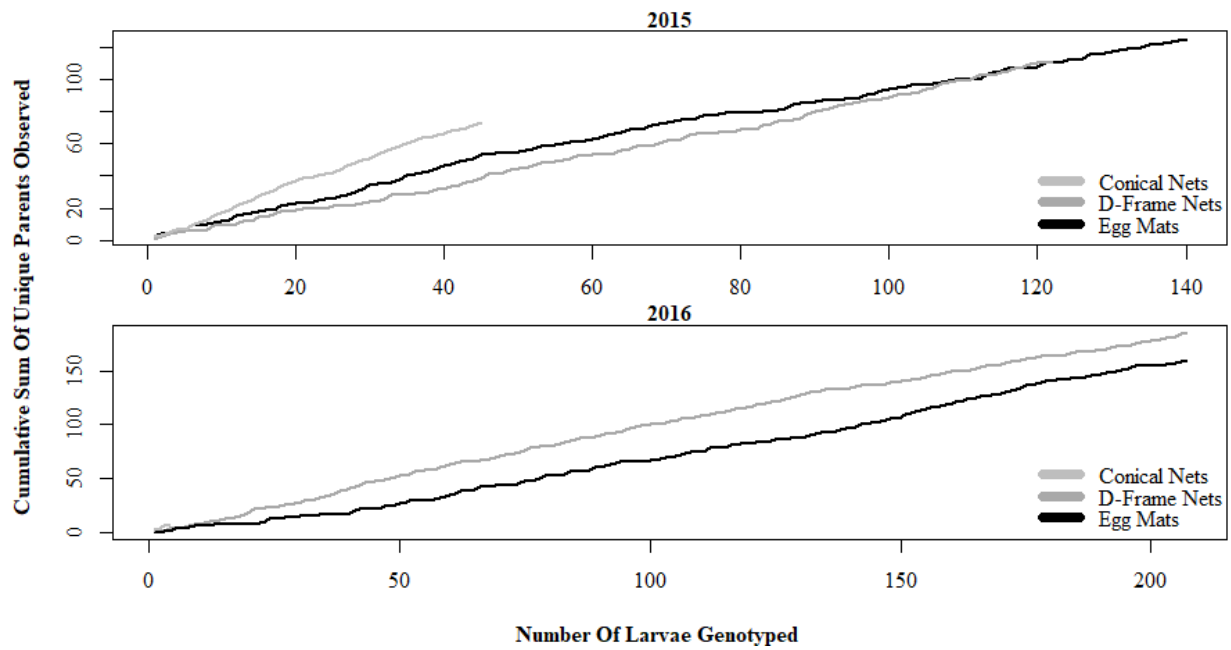 2015
Cumulative Sum Of Unique Parents Observed
0
20
60
100
Conical Nets
D-Frame Nets
Egg Mats
0 20 40 60 80 100 120 140
2016
0
50
100
150
Conical Nets
D-Frame Nets
Egg Mats
0 50 100 150 200
Number Of Larvae Genotyped